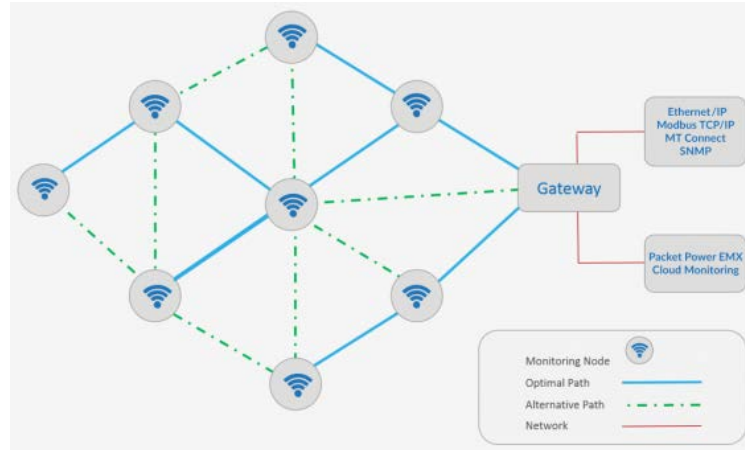 Ethernet/IP
Modbus TCP/IP
MT Connect
SNMP
Gateway
Packet Power EMX
Cloud Monitoring
Monitoring Node
Optimal Path
Alternative Path
Network